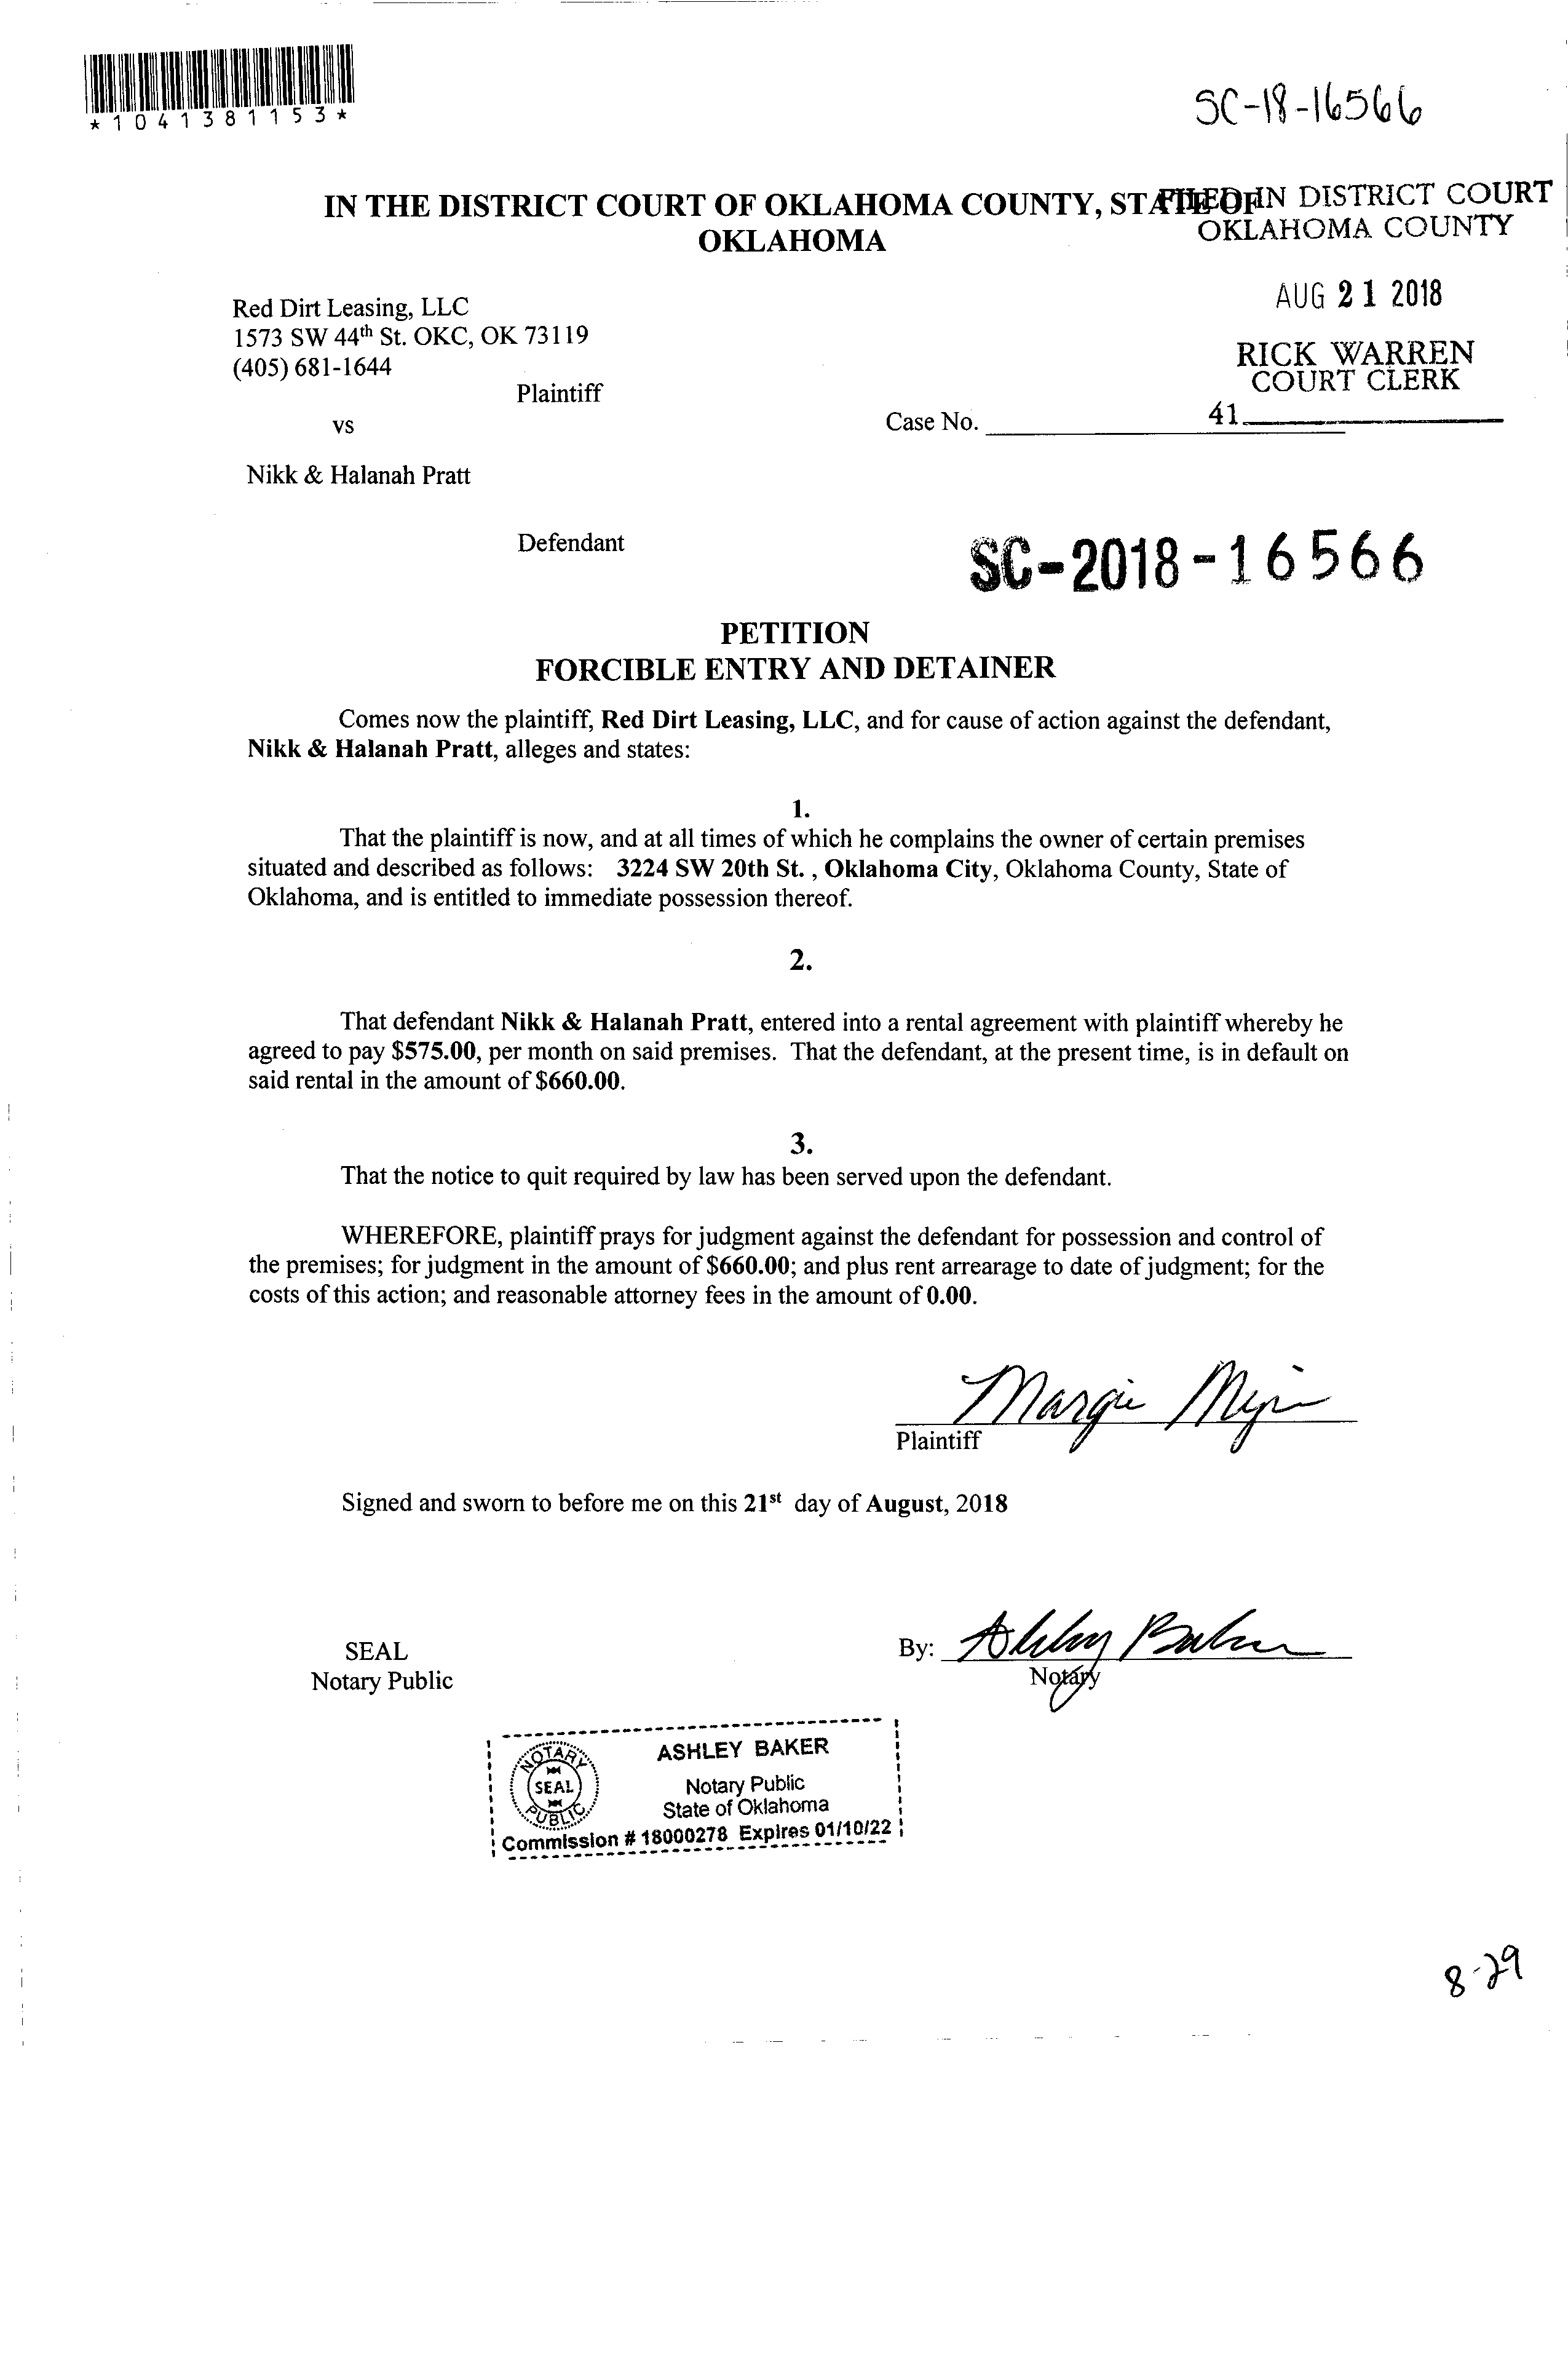 *1041381153*
SC-18-16566
IN THE DISTRICT COURT OF OKLAHOMA COUNTY, STATE OF
OKLAHOMA
FILED IN DISTRICT COURT
OKLAHOMA COUNTY
AUG 21 2018
RICK WARREN
COURT CLERK
41
Red Dirt Leasing, LLC
1573 SW 44th St. OKC, OK 73119
(405) 681-1644
Plaintiff
vs
Case No.
Nikk & Halanah Pratt
Defendant
SC-2018-16566
PETITION
FORCIBLE ENTRY AND DETAINER
Comes now the plaintiff, Red Dirt Leasing, LLC, and for cause of action against the defendant,
Nikk & Halanah Pratt, alleges and states:
1.
That the plaintiff is now, and at all times of which he complains the owner of certain premises
situated and described as follows: 3224 SW 20th St. , Oklahoma City, Oklahoma County, State of
Oklahoma, and is entitled to immediate possession thereof.
2.
That defendant Nikk & Halanah Pratt, entered into a rental agreement with plaintiff whereby he
agreed to pay $575.00, per month on said premises. That the defendant, at the present time, is in default on
said rental in the amount of $660.00.
3.
That the notice to quit required by law has been served upon the defendant.
WHEREFORE, plaintiff prays for judgment against the defendant for possession and control of
the premises; for judgment in the amount of $660.00; and plus rent arrearage to date of judgment; for the
costs of this action; and reasonable attorney fees in the amount of 0.00.
Margie
Plaintiff
Signed and sworn to before me on this 21st day of August, 2018
SEAL
Notary Public
By: Ashley Baker
Notary
NOTARY
SEAL
PUBLIC
ASHLEY BAKER
Notary Public
State of Oklahoma
Commission # 18000278 Expires 01/10/22
8-29